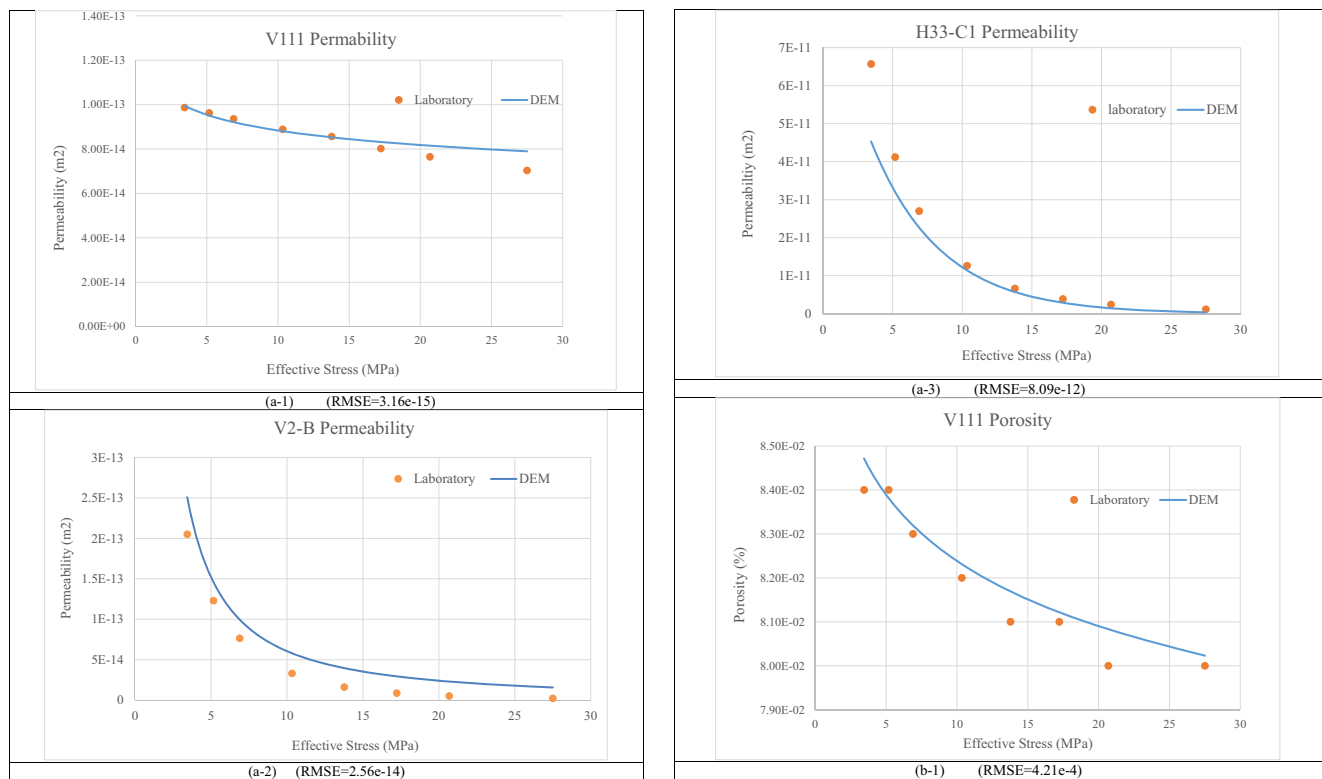 V111 Permability
1.40E-13
1.20E-13
1.00E-13
8.00E-14
6.00E-14
4.00E-14
2.00E-14
0.00E+00
Permeability (m2)
Laboratory DEM
0 5 10 15 20 25 30
Effective Stress (MPa)
(a-1) (RMSE=3.16e-15)
V2-B Permeability
3E-13
2.5E-13
2E-13
1.5E-13
1E-13
5E-14
0
Permeability (m2)
Laboratory DEM
0 5 10 15 20 25 30
Effective Stress (MPa)
(a-2) (RMSE=2.56e-14)
H33-C1 Permeability
7E-11
6E-11
5E-11
4E-11
3E-11
2E-11
1E-11
0
Permeabiltiy (m2)
laboratory DEM
0 5 10 15 20 25 30
Effective Stress (MPa)
(a-3) (RMSE=8.09e-12)
V111 Porosity
8.50E-02
8.40E-02
8.30E-02
8.20E-02
8.10E-02
8.00E-02
7.90E-02
Porosity (%)
Laboratory DEM
0 5 10 15 20 25 30
Effective Stress (MPa)
(b-1) (RMSE=4.21e-4)